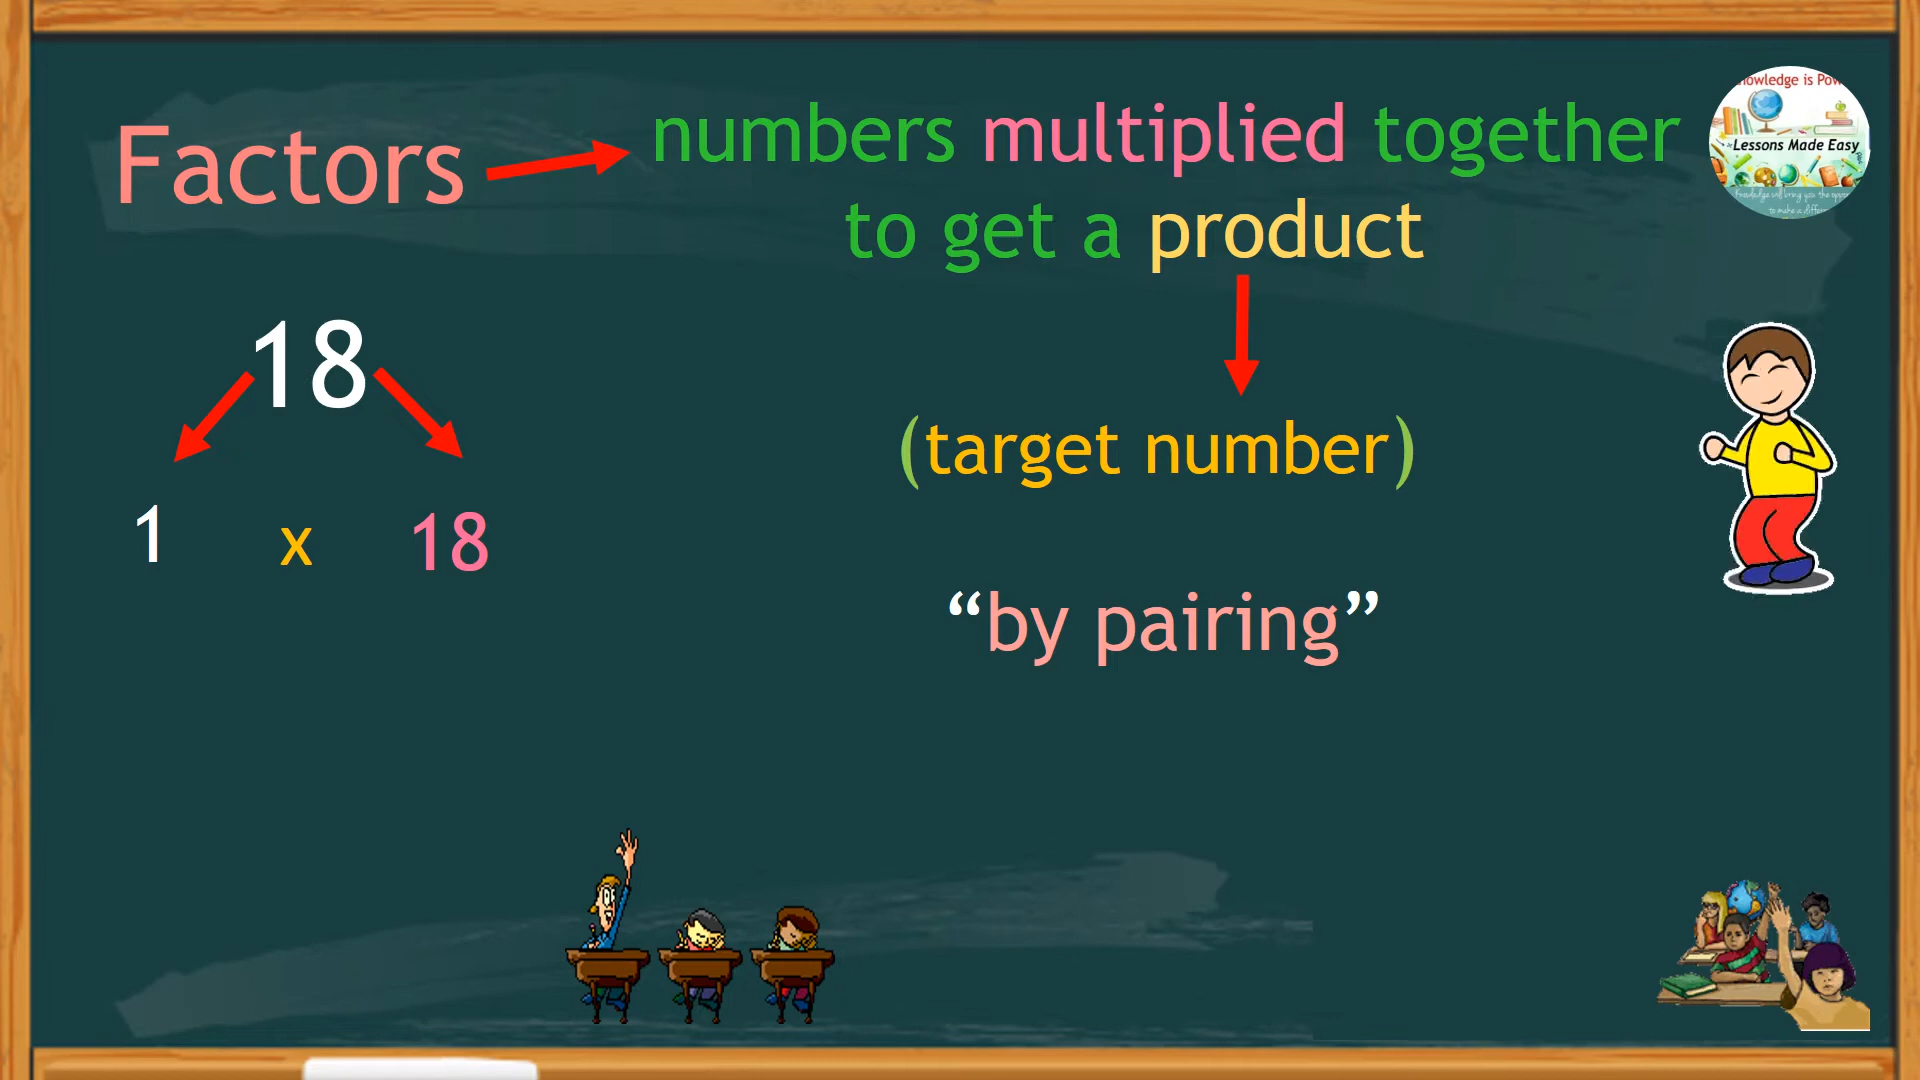 Factors
numbers multiplied together
to get a product
18
1 x 18
(target number)
“by pairing”
Lessons Made Easy